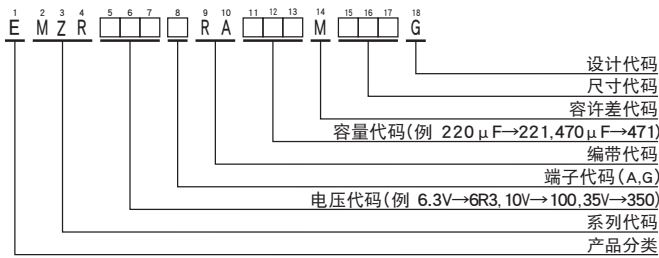 1 2 3 4 5 6 7 8 9 10 11 12 13 14 15 16 17 18
E MZR □□□ □ RA □□□ M □□□ G
设计代码
尺寸代码
容许差代码
容量代码(例 220μF→221,470μF→471)
编带代码
端子代码(A,G)
电压代码(例 6.3V→6R3,10V→100,35V→350)
系列代码
产品分类